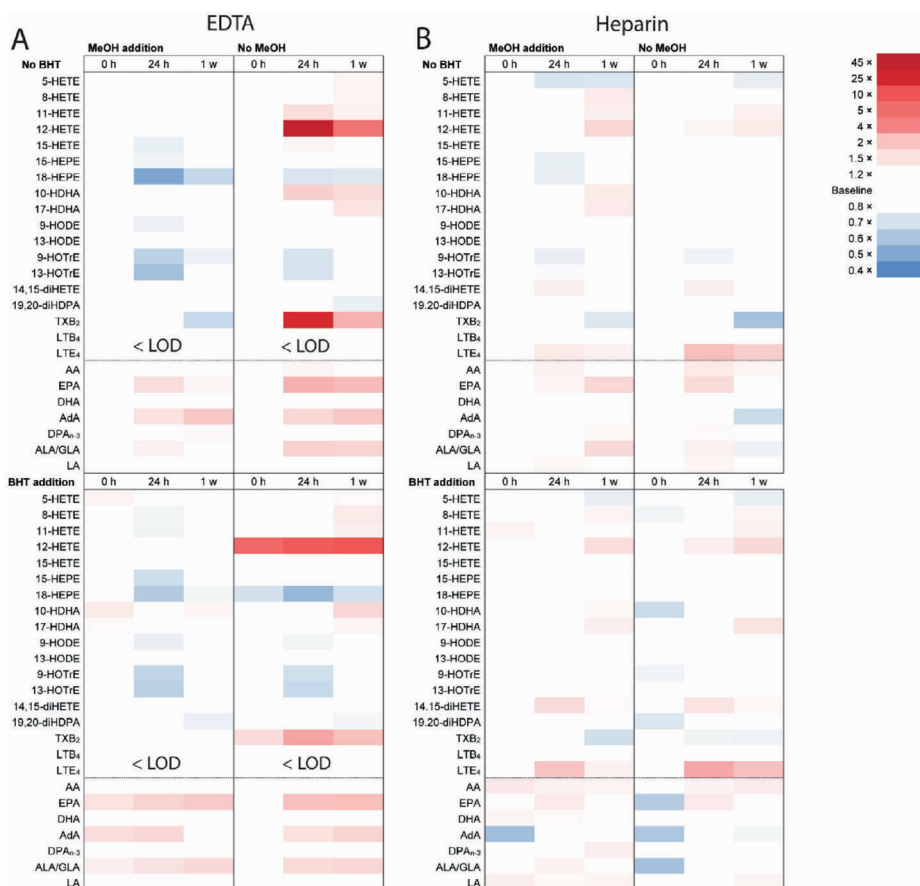 EDTA
Heparin
A
B
MeOH addition No MeOH
No BHT 0 h 24 h 1 w 0 h 24 h 1 w
5-HETE
8-HETE
11-HETE
12-HETE
15-HETE
15-HEPE
18-HEPE
10-HDHA
17-HDHA
9-HODE
13-HODE
9-HOTrE
13-HOTrE
14,15-diHETE
19,20-diHDPA
TXB₂
LTB₄
LTE₄
< LOD < LOD
AA
EPA
DHA
AdA
DPAₙ₋₃
ALA/GLA
LA
BHT addition 0 h 24 h 1 w 0 h 24 h 1 w
5-HETE
8-HETE
11-HETE
12-HETE
15-HETE
15-HEPE
18-HEPE
10-HDHA
17-HDHA
9-HODE
13-HODE
9-HOTrE
13-HOTrE
14,15-diHETE
19,20-diHDPA
TXB₂
LTB₄
LTE₄
< LOD < LOD
AA
EPA
DHA
AdA
DPAₙ₋₃
ALA/GLA
LA
MeOH addition No MeOH
No BHT 0 h 24 h 1 w 0 h 24 h 1 w
5-HETE
8-HETE
11-HETE
12-HETE
15-HETE
15-HEPE
18-HEPE
10-HDHA
17-HDHA
9-HODE
13-HODE
9-HOTrE
13-HOTrE
14,15-diHETE
19,20-diHDPA
TXB₂
LTB₄
LTE₄
AA
EPA
DHA
AdA
DPAₙ₋₃
ALA/GLA
LA
BHT addition 0 h 24 h 1 w 0 h 24 h 1 w
5-HETE
8-HETE
11-HETE
12-HETE
15-HETE
15-HEPE
18-HEPE
10-HDHA
17-HDHA
9-HODE
13-HODE
9-HOTrE
13-HOTrE
14,15-diHETE
19,20-diHDPA
TXB₂
LTB₄
LTE₄
AA
EPA
DHA
AdA
DPAₙ₋₃
ALA/GLA
LA
45 ×
25 ×
10 ×
5 ×
4 ×
2 ×
1.5 ×
1.2 ×
Baseline
0.8 ×
0.7 ×
0.6 ×
0.5 ×
0.4 ×